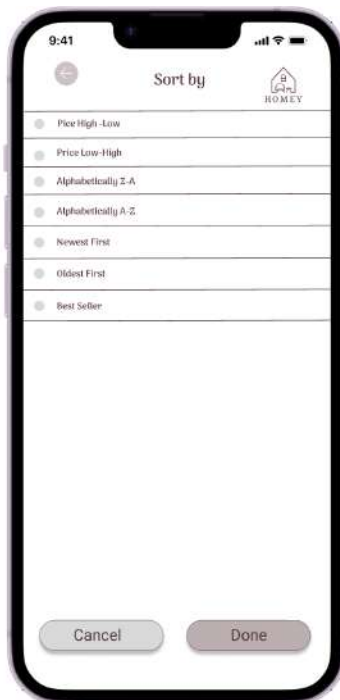 9:41
Sort by
HOMEY
Pice High -Low
Price Low-High
Alphabetically Z-A
Alphabetically A-Z
Newest First
Oldest First
Best Seller
Cancel
Done